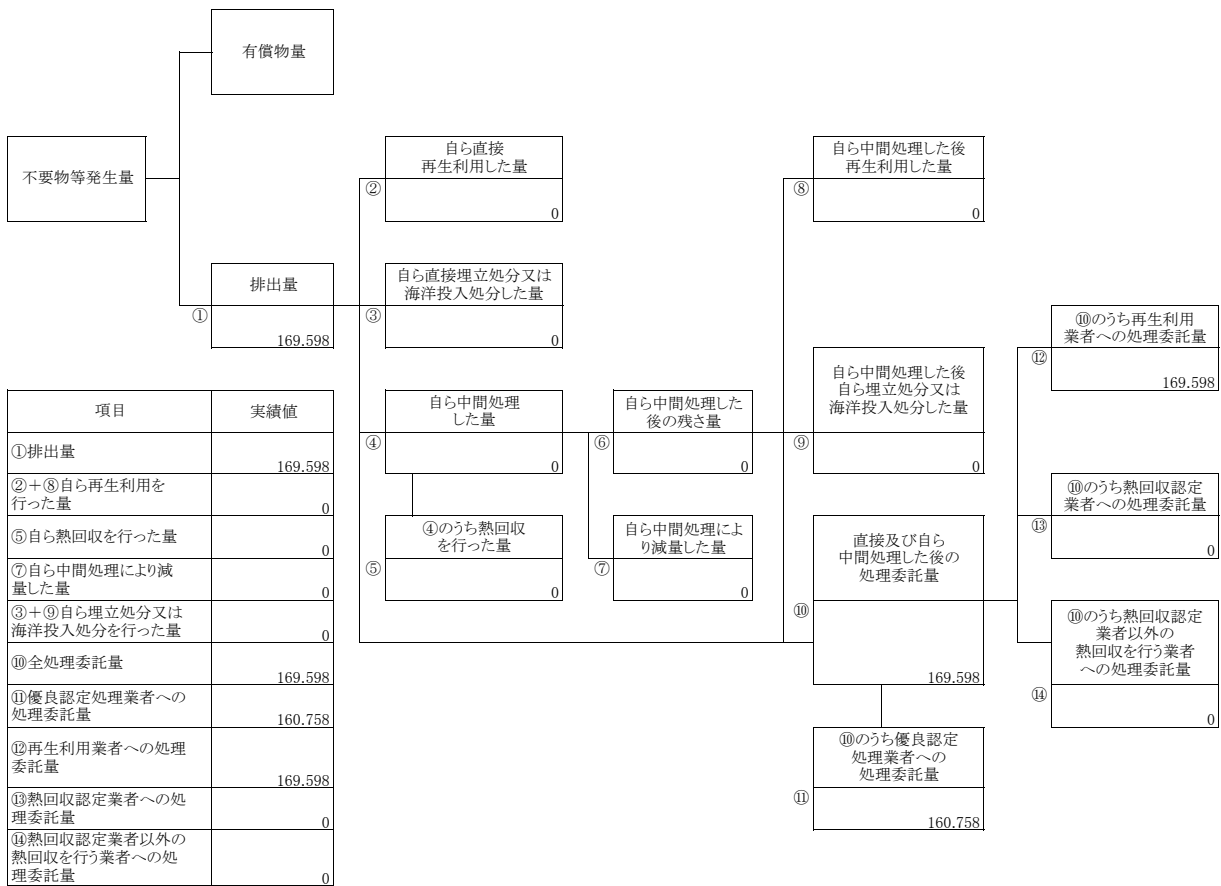 有償物量
不要物等発生量
自ら直接
再生利用した量
②
0
自ら中間処理した後
再生利用した量
⑧
0
排出量
①
169.598
自ら直接埋立処分又は
海洋投入処分した量
③
0
⑩のうち再生利用
業者への処理委託量
⑫
169.598
自ら中間処理
した量
④
0
自ら中間処理した
後の残さ量
⑥
0
自ら中間処理した後
自ら埋立処分又は
海洋投入処分した量
⑨
0
⑩のうち熱回収認定
業者への処理委託量
⑬
0
④のうち熱回収
を行った量
⑤
0
自ら中間処理によ
り減量した量
⑦
0
直接及び自ら
中間処理した後の
処理委託量
⑩
169.598
⑩のうち熱回収認定
業者以外の
熱回収を行う業者
への処理委託量
⑭
0
⑩のうち優良認定
処理業者への
処理委託量
⑪
160.758
項目 実績値
①排出量
169.598
②+⑧自ら再生利用を
行った量
0
⑤自ら熱回収を行った量
0
⑦自ら中間処理により減
量した量
0
③+⑨自ら埋立処分又は
海洋投入処分を行った量
0
⑩全処理委託量
169.598
⑪優良認定処理業者への
処理委託量
160.758
⑫再生利用業者への処理
委託量
169.598
⑬熱回収認定業者への処
理委託量
0
⑭熱回収認定業者以外の
熱回収を行う業者への処
理委託量
0